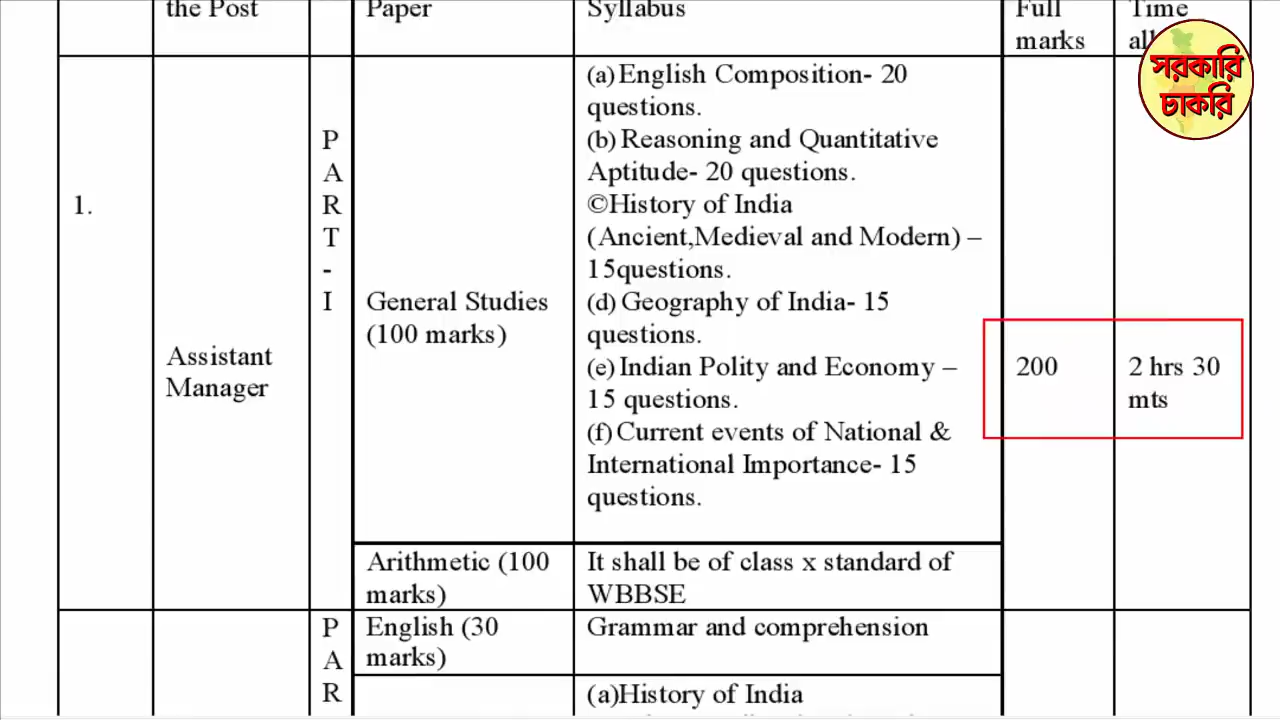 the Post
Paper
Syllabus
Full
marks
Time
সরকারি
চাকরি
1.
Assistant
Manager
P
A
R
T
-
I
General Studies
(100 marks)
(a) English Composition- 20
questions.
(b) Reasoning and Quantitative
Aptitude- 20 questions.
©History of India
(Ancient,Medieval and Modern) –
15questions.
(d) Geography of India- 15
questions.
(e) Indian Polity and Economy –
15 questions.
(f) Current events of National &
International Importance- 15
questions.
200
2 hrs 30
mts
Arithmetic (100
marks)
It shall be of class x standard of
WBBSE
P
A
R
English (30
marks)
Grammar and comprehension
(a)History of India